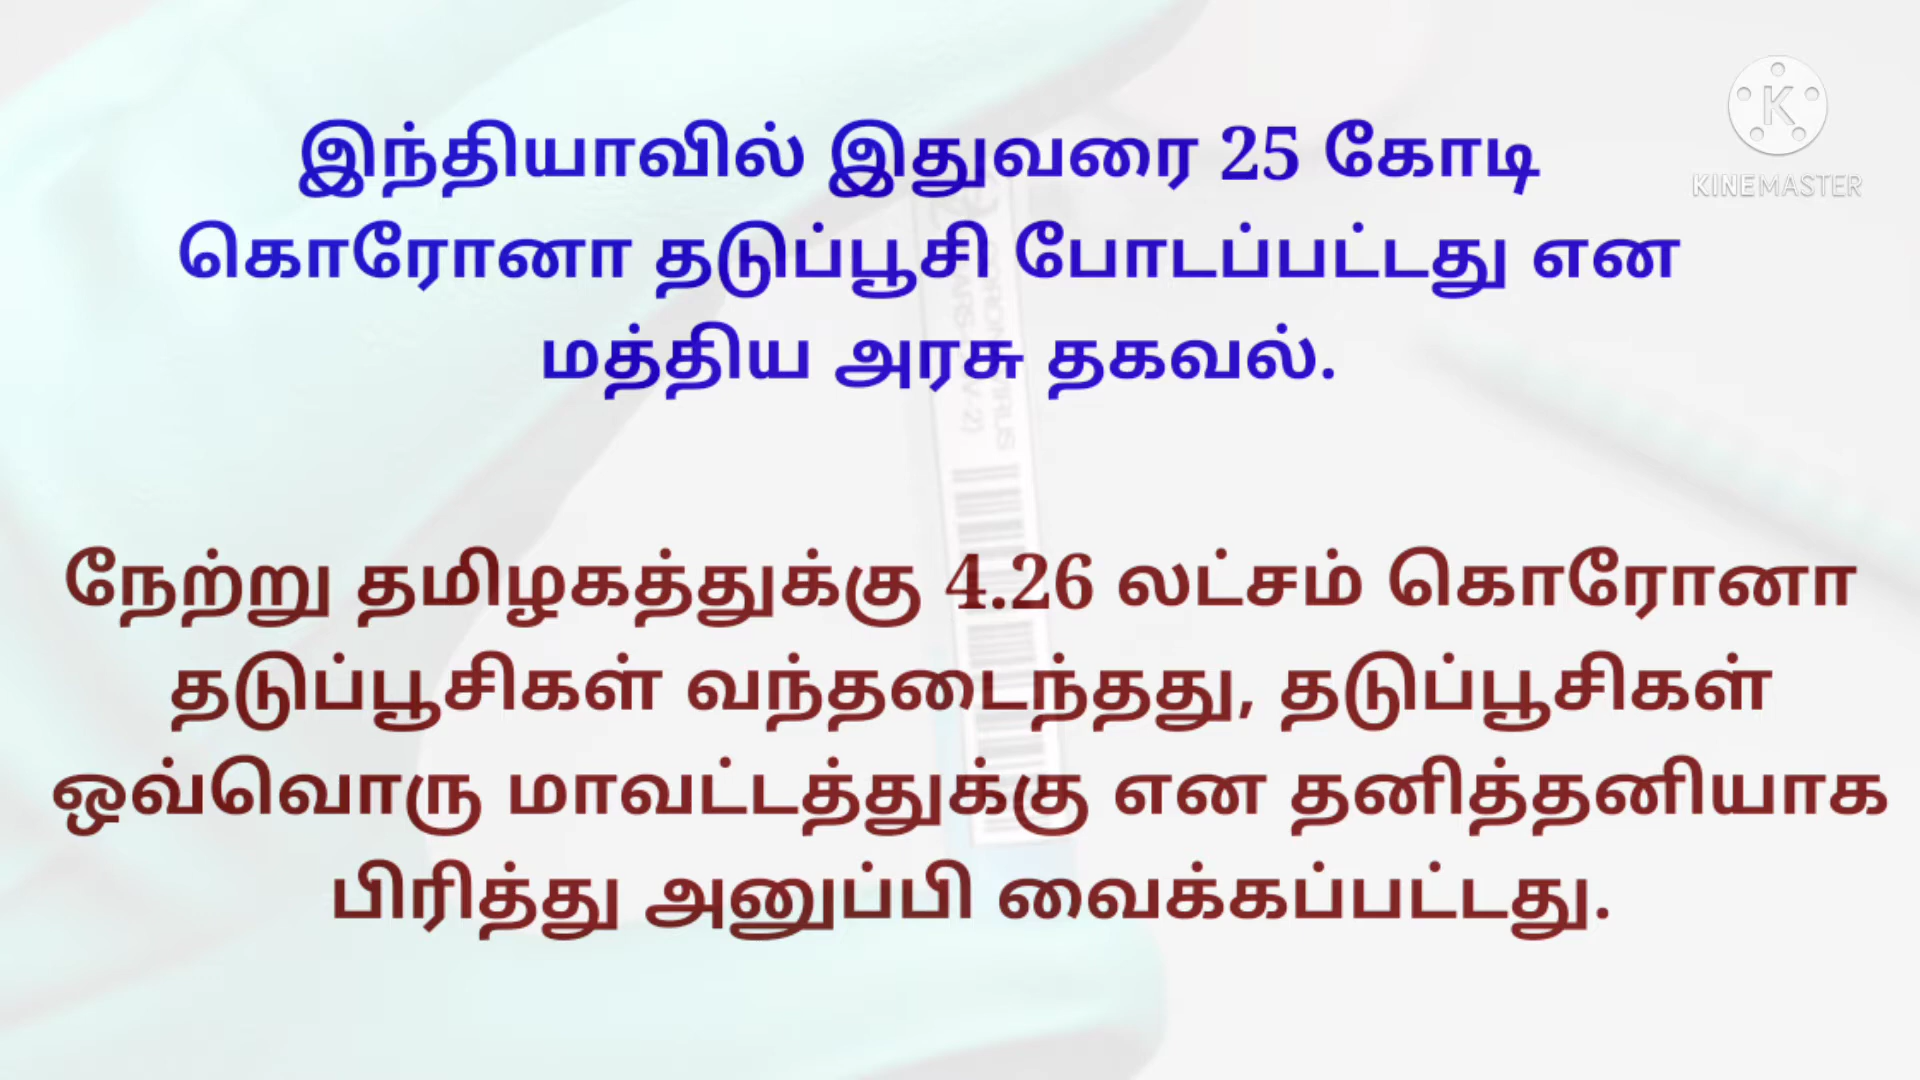 இந்தியாவில் இதுவரை 25 கோடி
கொரோனா தடுப்பூசி போடப்பட்டது என
மத்திய அரசு தகவல்.
நேற்று தமிழகத்துக்கு 4.26 லட்சம் கொரோனா
தடுப்பூசிகள் வந்தடைந்தது, தடுப்பூசிகள்
ஒவ்வொரு மாவட்டத்துக்கு என தனித்தனியாக
பிரித்து அனுப்பி வைக்கப்பட்டது.
K
KINEMASTER